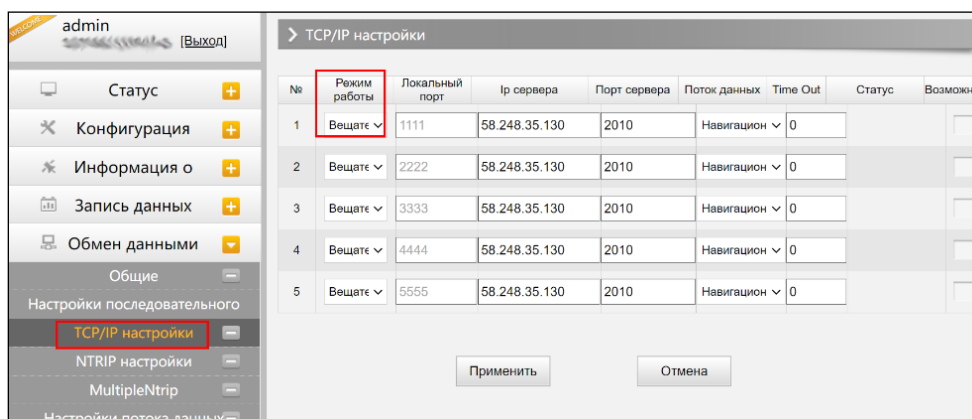 WELCOME
admin
[Выход]
Статус
Конфигурация
Информация о
Запись данных
Обмен данными
Общие
Настройки последовательного
TCP/IP настройки
NTRIP настройки
MultipleNtrip
Настройки потока данных
TCP/IP настройки
№ Режим работы Локальный порт Ip сервера Порт сервера Поток данных Time Out Статус Возможн
1 Вещате 1111 58.248.35.130 2010 Навигацион 0
2 Вещате 2222 58.248.35.130 2010 Навигацион 0
3 Вещате 3333 58.248.35.130 2010 Навигацион 0
4 Вещате 4444 58.248.35.130 2010 Навигацион 0
5 Вещате 5555 58.248.35.130 2010 Навигацион 0
Применить Отмена